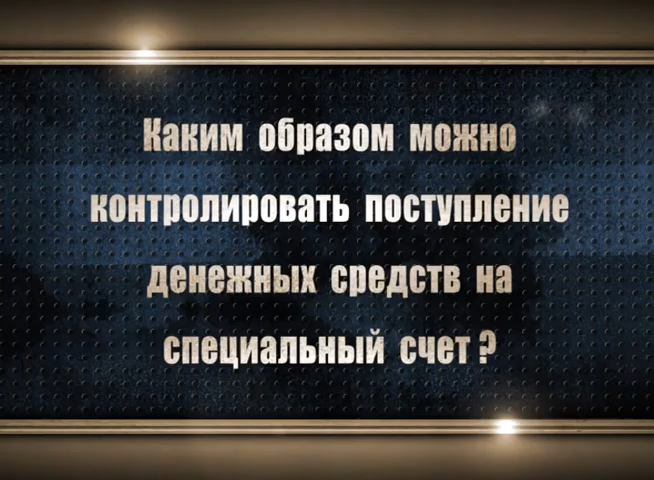 Каким образом можно
контролировать поступление
денежных средств на
специальный счет?